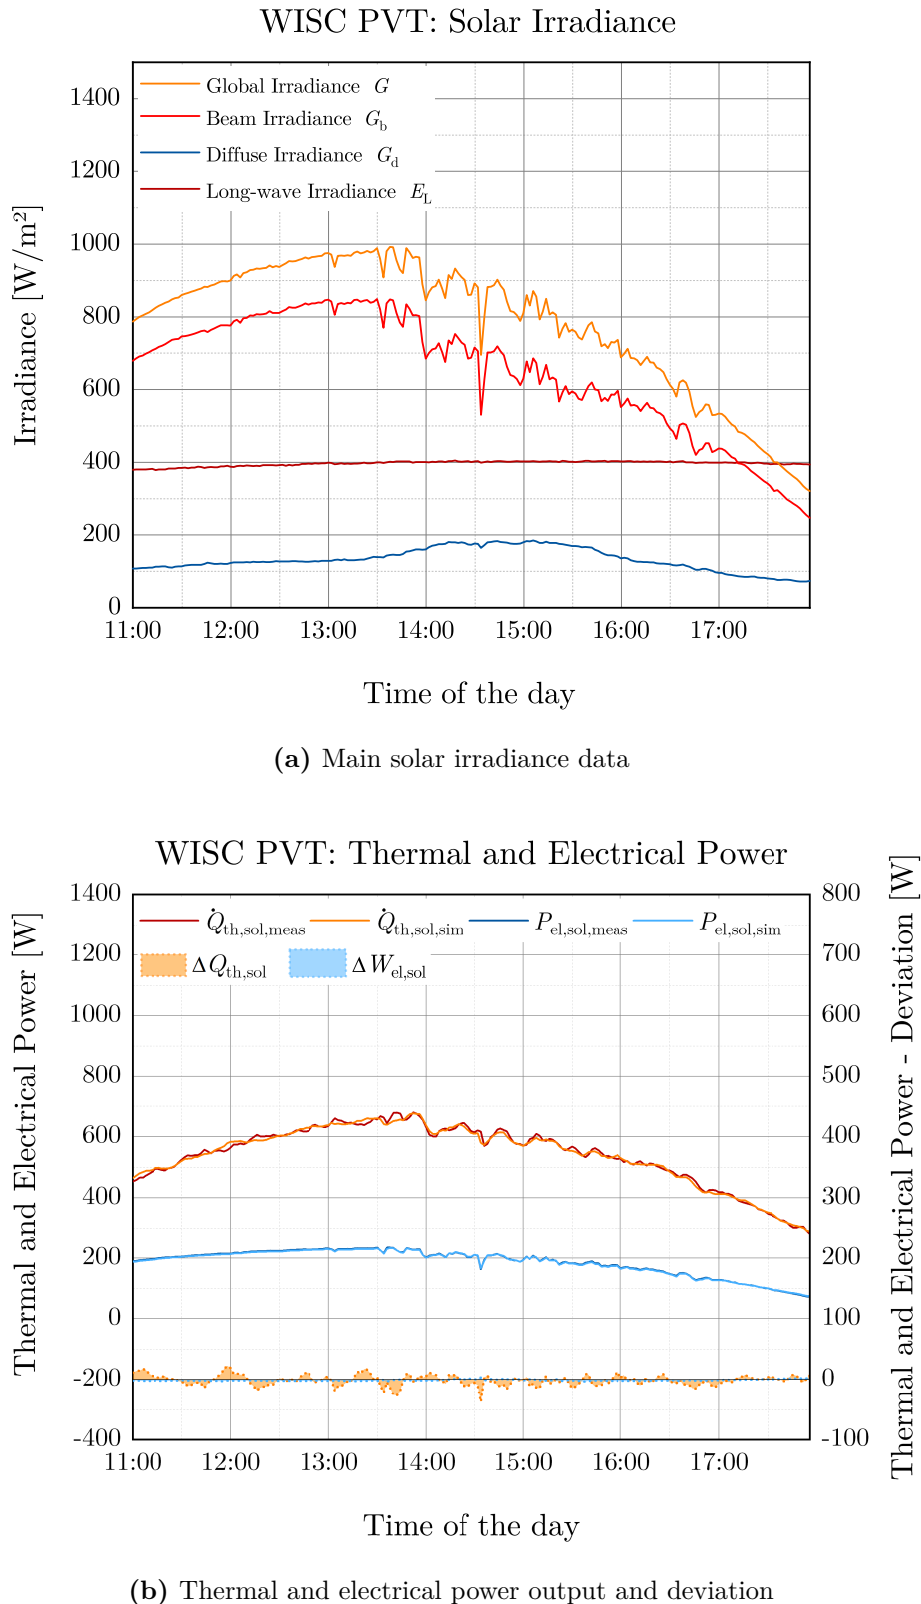 WISC PVT: Solar Irradiance
Global Irradiance G
Beam Irradiance G_b
Diffuse Irradiance G_d
Long-wave Irradiance E_L
Irradiance [W/m²]
1400
1200
1000
800
600
400
200
0
11:00 12:00 13:00 14:00 15:00 16:00 17:00
Time of the day
(a) Main solar irradiance data
WISC PVT: Thermal and Electrical Power
Q̇_th,sol,meas Q̇_th,sol,sim P_el,sol,meas P_el,sol,sim
ΔQ_th,sol ΔW_el,sol
Thermal and Electrical Power [W]
1400
1200
1000
800
600
400
200
0
-200
-400
800
700
600
500
400
300
200
100
0
-100
Thermal and Electrical Power - Deviation [W]
11:00 12:00 13:00 14:00 15:00 16:00 17:00
Time of the day
(b) Thermal and electrical power output and deviation